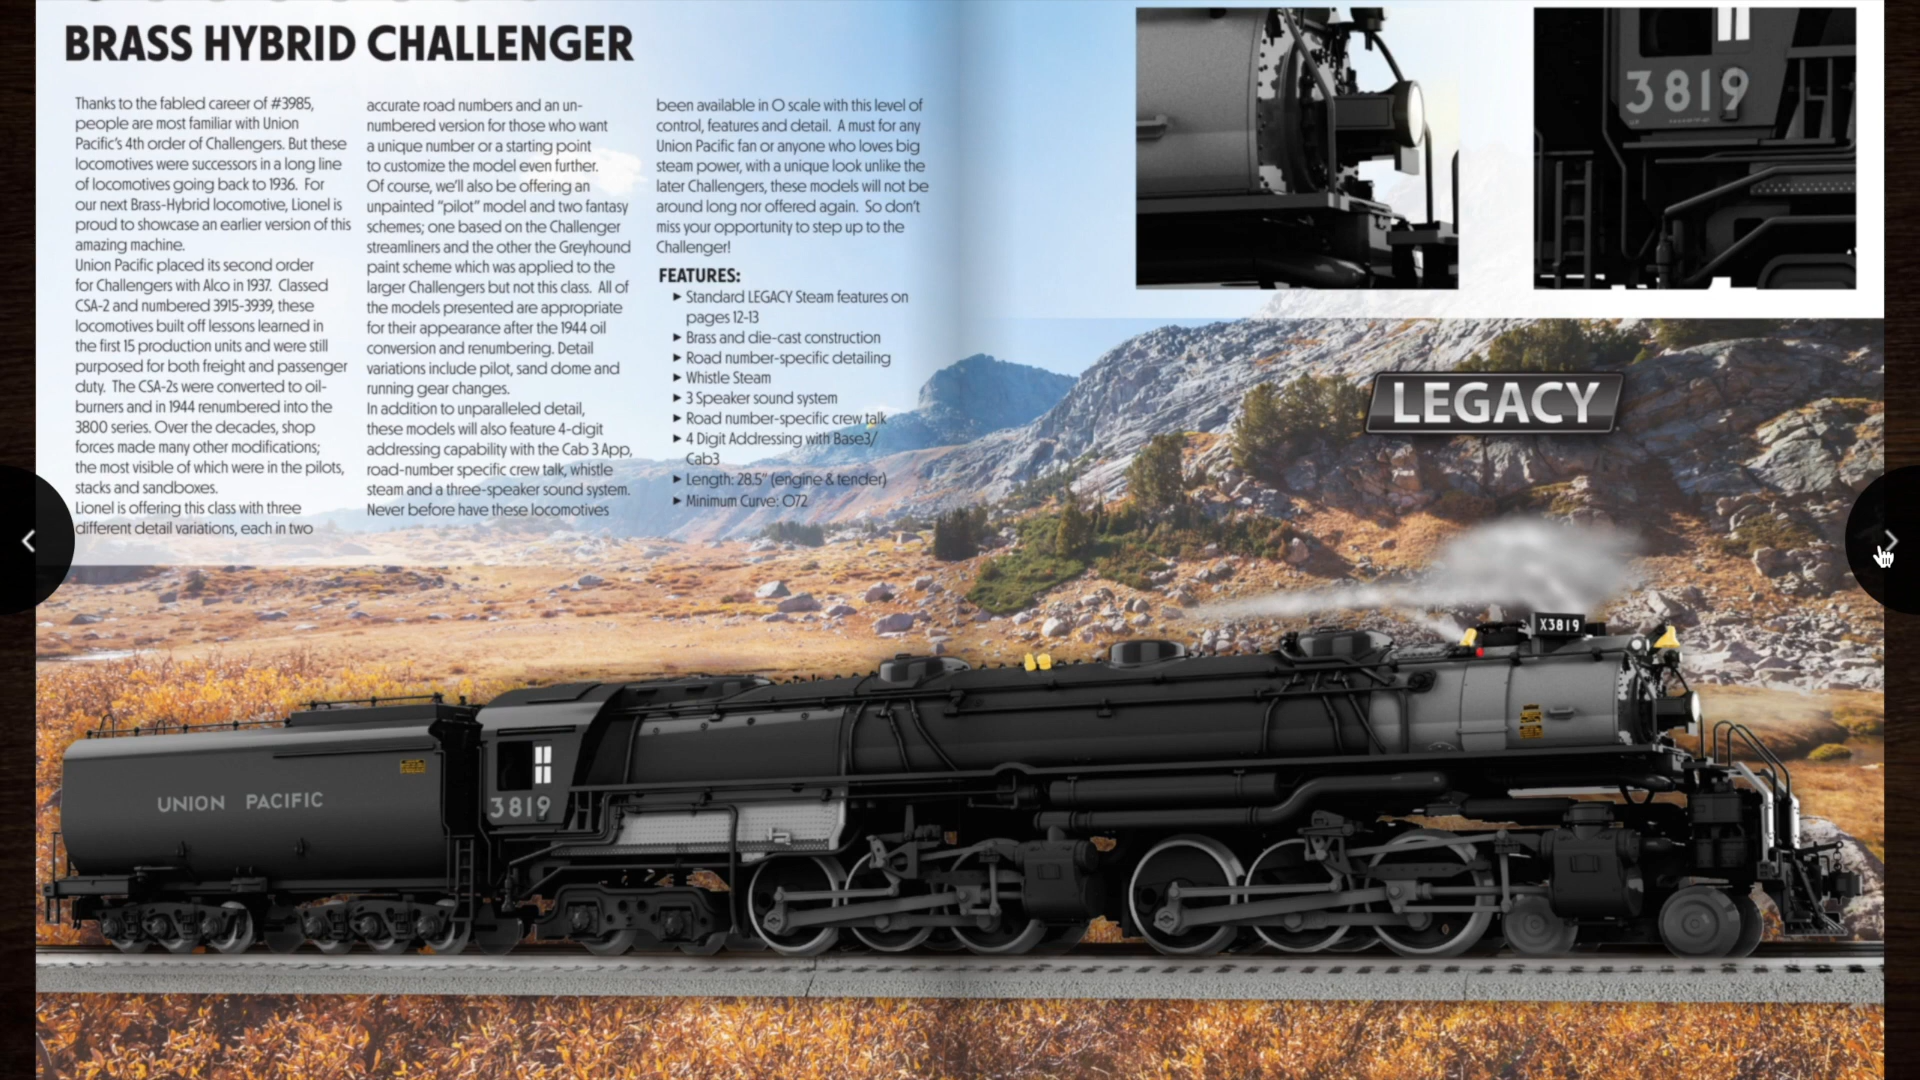 BRASS HYBRID CHALLENGER
Thanks to the fabled career of #3985,
people are most familiar with Union
Pacific's 4th order of Challengers. But these
locomotives were successors in a long line
of locomotives going back to 1936. For
our next Brass-Hybrid locomotive, Lionel is
proud to showcase an earlier version of this
amazing machine.
Union Pacific placed its second order
for Challengers with Alco in 1937. Classed
CSA-2 and numbered 3915-3939, these
locomotives built off lessons learned in
the first 15 production units and were still
purposed for both freight and passenger
duty. The CSA-2s were converted to oil-
burners and in 1944 renumbered into the
3800 series. Over the decades, shop
forces made many other modifications;
the most visible of which were in the pilots,
stacks and sandboxes.
Lionel is offering this class with three
different detail variations, each in two
accurate road numbers and an un-
numbered version for those who want
a unique number or a starting point
to customize the model even further.
Of course, we'll also be offering an
unpainted "pilot" model and two fantasy
schemes; one based on the Challenger
streamliners and the other the Greyhound
paint scheme which was applied to the
larger Challengers but not this class. All of
the models presented are appropriate
for their appearance after the 1944 oil
conversion and renumbering. Detail
variations include pilot, sand dome and
running gear changes.
In addition to unparalleled detail,
these models will also feature 4-digit
addressing capability with the Cab 3 App,
road-number specific crew talk, whistle
steam and a three-speaker sound system.
Never before have these locomotives
been available in O scale with this level of
control, features and detail. A must for any
Union Pacific fan or anyone who loves big
steam power, with a unique look unlike the
later Challengers, these models will not be
around long nor offered again. So don't
miss your opportunity to step up to the
Challenger!
FEATURES:
► Standard LEGACY Steam features on
pages 12-13
► Brass and die-cast construction
► Road number-specific detailing
► Whistle Steam
► 3 Speaker sound system
► Road number-specific crew talk
► 4 Digit Addressing with Base3/
Cab3
► Length: 28.5" (engine & tender)
► Minimum Curve: O72
3819
LEGACY
X3819
UNION PACIFIC
3819